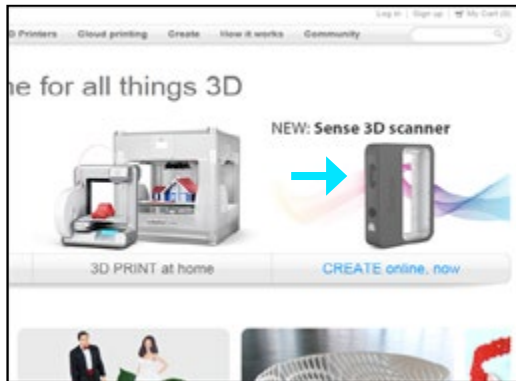 Log in Sign up My Cart (0)
Printers Cloud printing Create How it works Community
e for all things 3D
NEW: Sense 3D scanner
3D PRINT at home
CREATE online, now